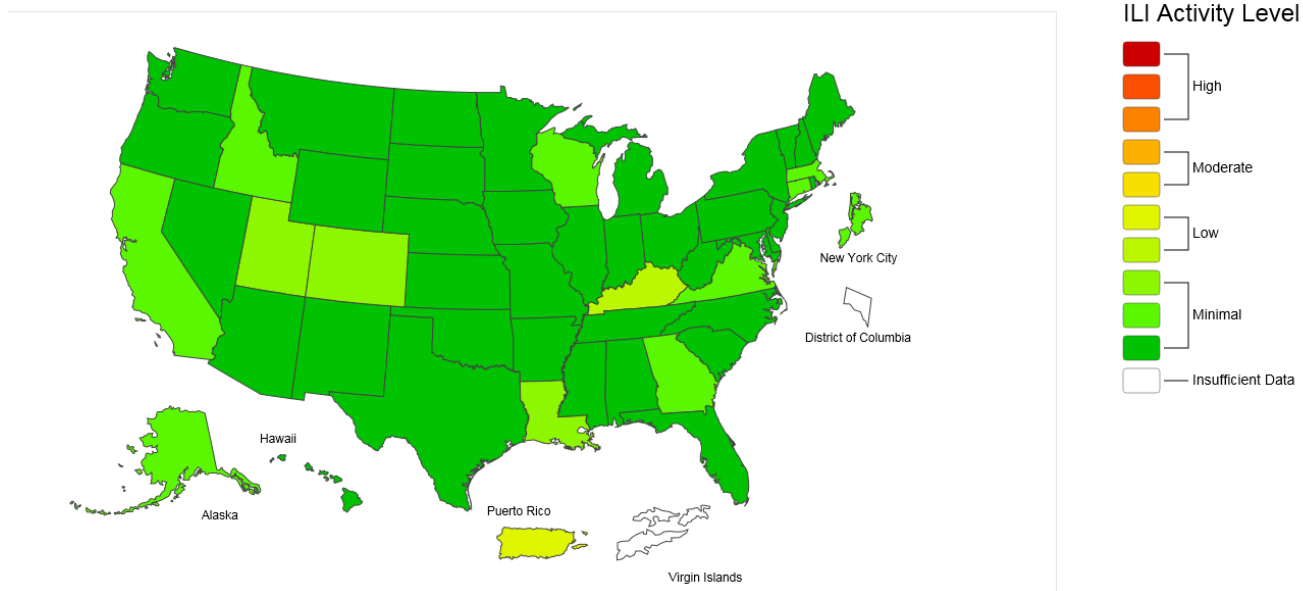 ILI Activity Level
High
Moderate
Low
New York City
Minimal
District of Columbia
Insufficient Data
Hawaii
Alaska
Puerto Rico
Virgin Islands